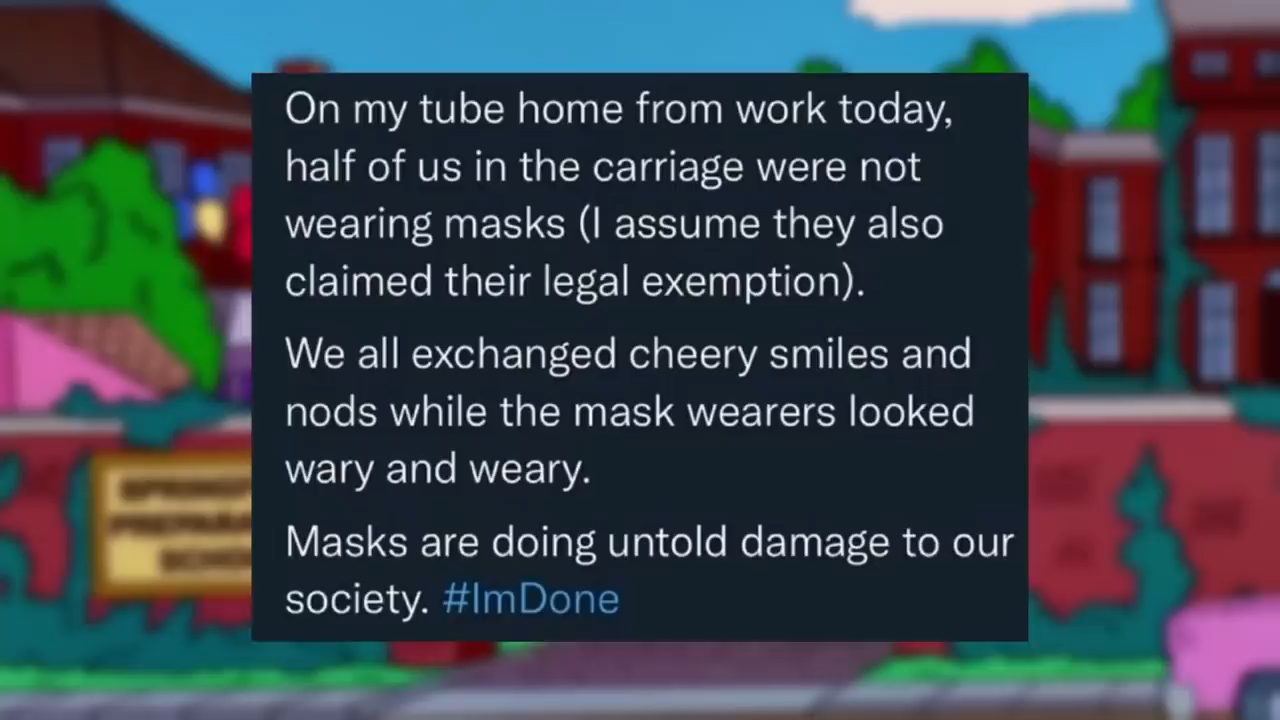 On my tube home from work today,
half of us in the carriage were not
wearing masks (I assume they also
claimed their legal exemption).
We all exchanged cheery smiles and
nods while the mask wearers looked
wary and weary.
Masks are doing untold damage to our
society. #ImDone